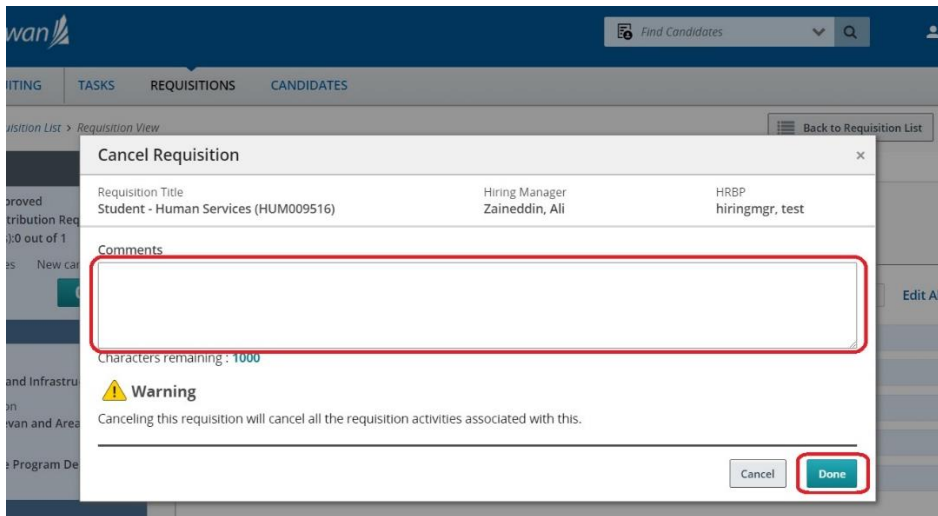 wan
Find Candidates
UITING TASKS REQUISITIONS CANDIDATES
uisition List > Requisition View
Back to Requisition List
Cancel Requisition ×
Requisition Title Hiring Manager HRBP
Student - Human Services (HUM009516) Zaineddin, Ali hiringmgr, test
proved
tribution Req
):0 out of 1
es New car
Comments
Edit A
Characters remaining : 1000
and Infrastru
Warning
on
evan and Area
Canceling this requisition will cancel all the requisition activities associated with this.
e Program De
Cancel Done